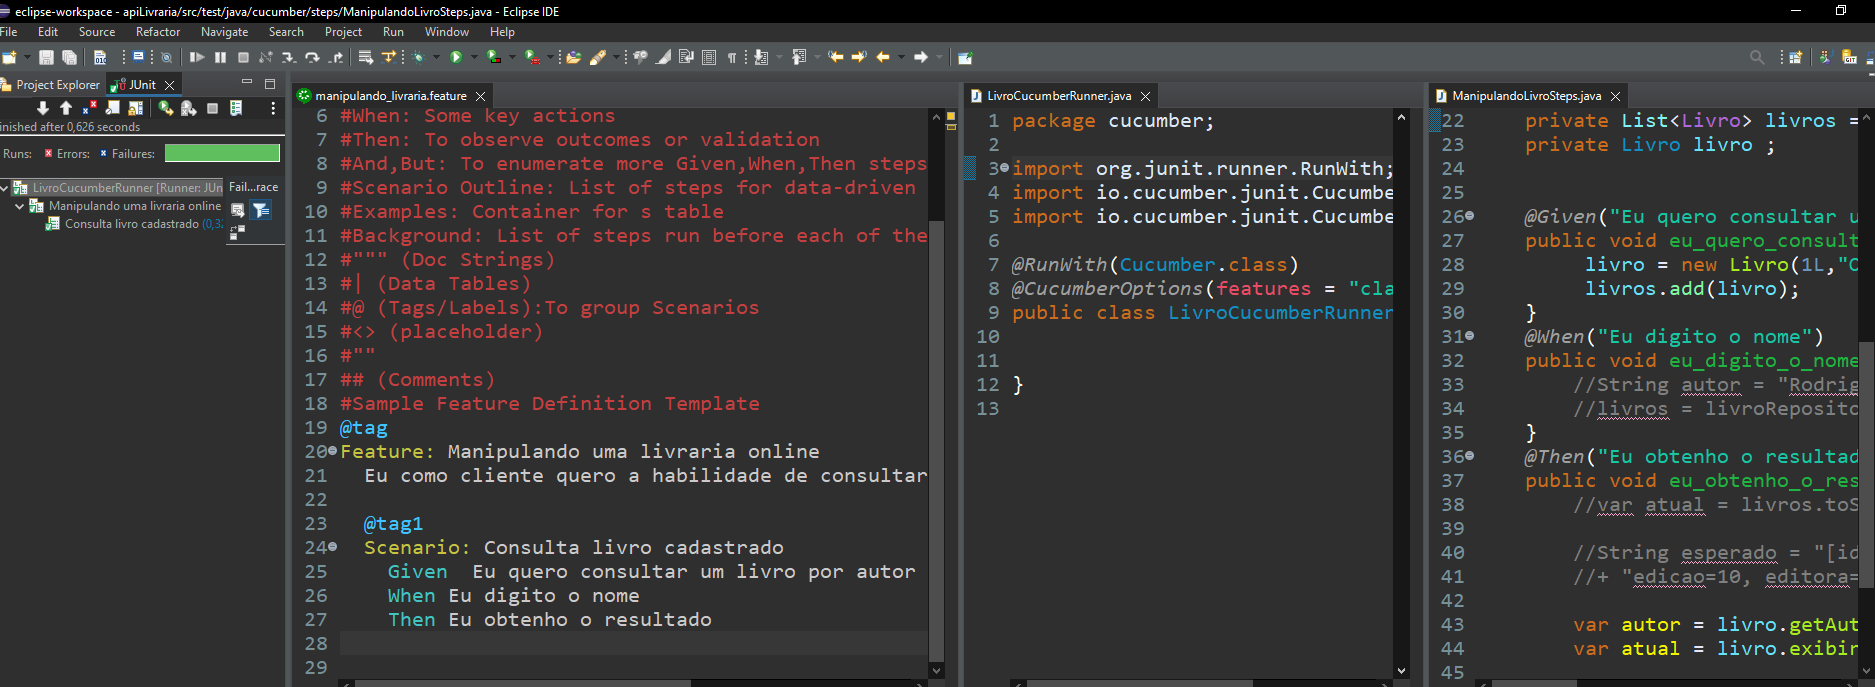 eclipse-workspace - apiLivraria/src/test/java/cucumber/steps/ManipulandoLivroSteps.java - Eclipse IDE
File Edit Source Refactor Navigate Search Project Run Window Help
Project Explorer
JUnit
inished after 0,626 seconds
Runs: Errors: Failures:
LivroCucumberRunner [Runner: JUn
Manipulando uma livraria online
Consulta livro cadastrado (0,3
Fail...race
manipulando_livraria.feature
6 #When: Some key actions
7 #Then: To observe outcomes or validation
8 #And,But: To enumerate more Given,When,Then steps
9 #Scenario Outline: List of steps for data-driven
10 #Examples: Container for s table
11 #Background: List of steps run before each of the
12 #""" (Doc Strings)
13 #| (Data Tables)
14 #@ (Tags/Labels):To group Scenarios
15 #<> (placeholder)
16 #""
17 ## (Comments)
18 #Sample Feature Definition Template
19 @tag
20 Feature: Manipulando uma livraria online
21 Eu como cliente quero a habilidade de consultar
22
23 @tag1
24 Scenario: Consulta livro cadastrado
25 Given  Eu quero consultar um livro por autor
26 When Eu digito o nome
27 Then Eu obtenho o resultado
28
29
LivroCucumberRunner.java
1 package cucumber;
2
3 import org.junit.runner.RunWith;
4 import io.cucumber.junit.Cucumbe
5 import io.cucumber.junit.Cucumbe
6
7 @RunWith(Cucumber.class)
8 @CucumberOptions(features = "cla
9 public class LivroCucumberRunner
10
11
12 }
13
ManipulandoLivroSteps.java
22 private List<Livro> livros =
23 private Livro livro ;
24
25
26 @Given("Eu quero consultar u
27 public void eu_quero_consult
28 livro = new Livro(1L,"
29 livros.add(livro);
30 }
31 @When("Eu digito o nome")
32 public void eu_digito_o_nome
33 //String autor = "Rodrig
34 //livros = livroReposito
35 }
36 @Then("Eu obtenho o resultad
37 public void eu_obtenho_o_res
38 //var atual = livros.toS
39
40 //String esperado = "[id
41 //+ "edicao=10, editora=
42
43 var autor = livro.getAut
44 var atual = livro.exibir
45